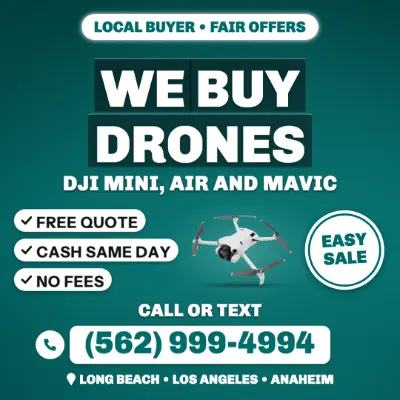 LOCAL BUYER • FAIR OFFERS
WE BUY
DRONES
DJI MINI, AIR AND MAVIC
FREE QUOTE
CASH SAME DAY
NO FEES
EASY
SALE
CALL OR TEXT
(562) 999-4994
LONG BEACH • LOS ANGELES • ANAHEIM